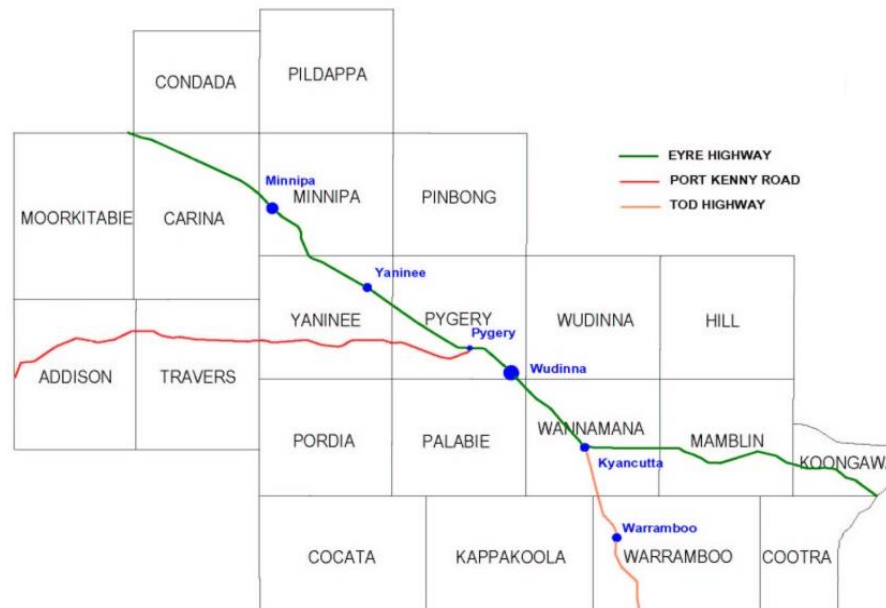 PILDAPPA
CONDADA
EYRE HIGHWAY
PORT KENNY ROAD
TOD HIGHWAY
Minnipa
MINNIPA
PINBONG
MOORKITABIE
CARINA
Yaninee
YANINEE
PYGERY
WUDINNA
HILL
Pygery
ADDISON
TRAVERS
Wudinna
WANNAMANA
PORDIA
PALABIE
MAMBLIN
Kyancutta
KOONGAWA
Warramboo
COCATA
KAPPAKOOLA
WARRAMBOO
COOTRA